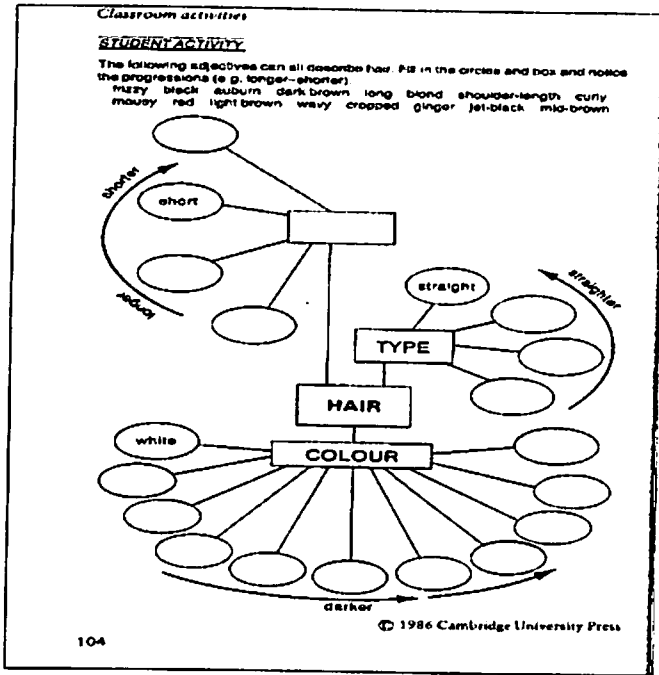 Classroom activities
STUDENT ACTIVITY
The following adjectives can all describe hair. Fill in the circles and box and notice
the progressions (e.g. longer–shorter)
frizzy black auburn dark brown long blond shoulder-length curly
mousy red light brown wavy cropped ginger jet-black mid-brown
shorter
short
longer
straight
straighter
TYPE
HAIR
white
COLOUR
darker
© 1986 Cambridge University Press
104